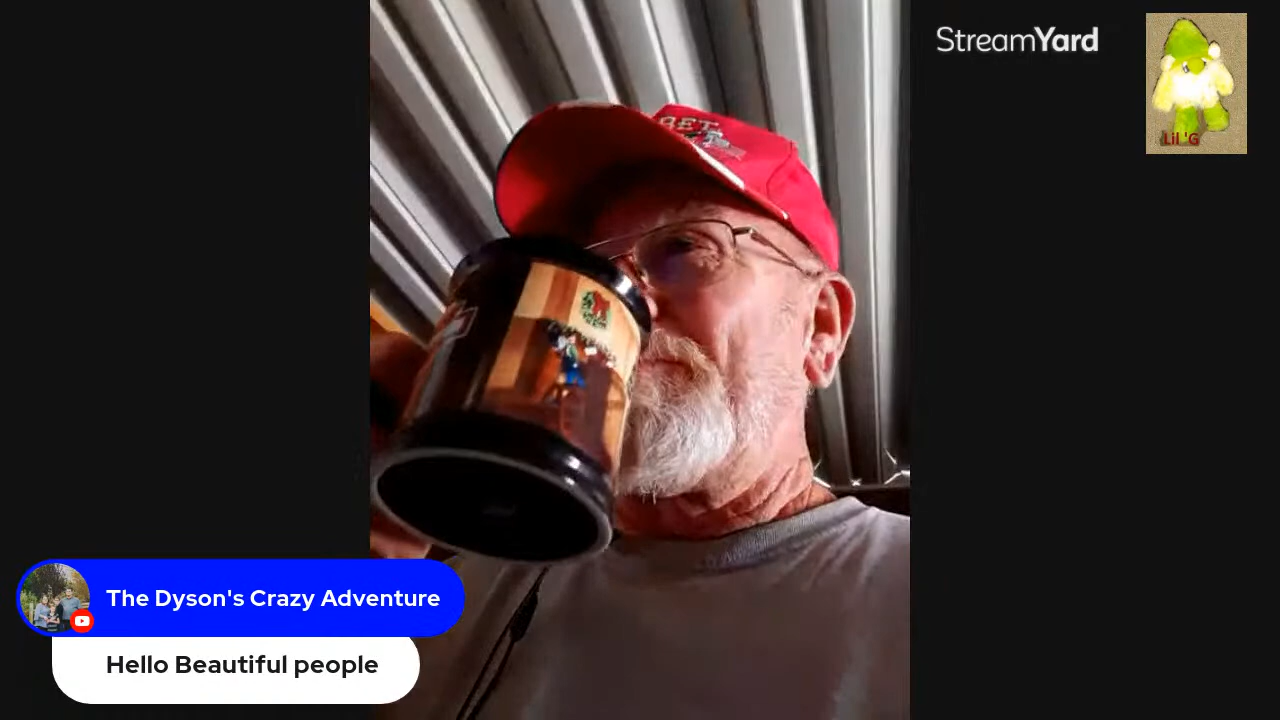 StreamYard
Lil 'G
The Dyson's Crazy Adventure
Hello Beautiful people